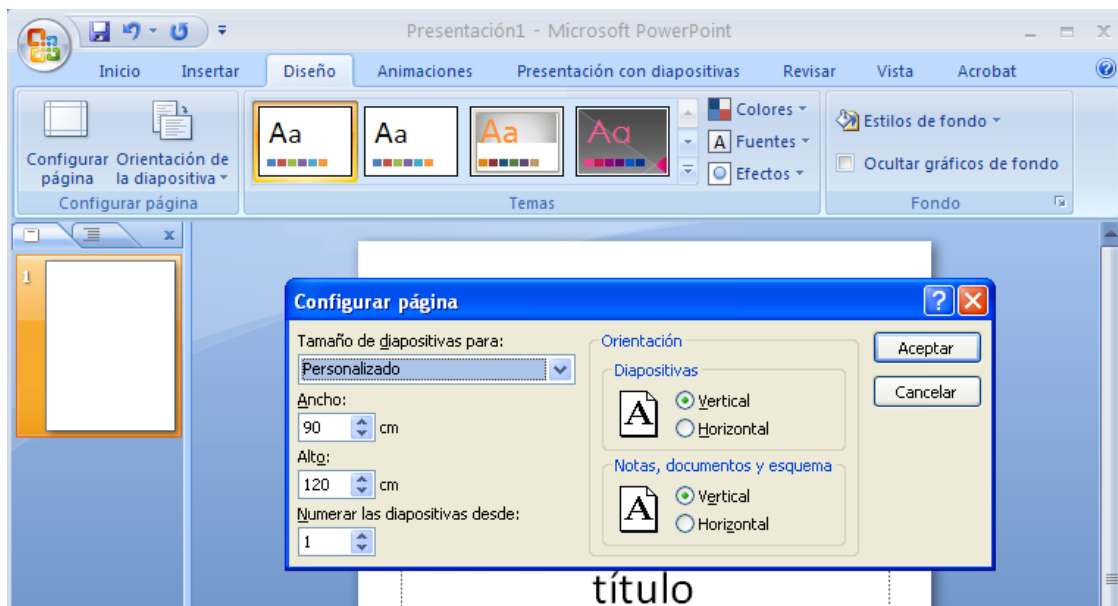 Presentación1 - Microsoft PowerPoint
Inicio Insertar Diseño Animaciones Presentación con diapositivas Revisar Vista Acrobat
Configurar página
Orientación de la diapositiva
Aa Aa Aa Aa
Colores
A Fuentes
Efectos
Estilos de fondo
Ocultar gráficos de fondo
Configurar página Temas Fondo
1
Configurar página
Tamaño de diapositivas para:
Personalizado
Ancho:
90 cm
Alto:
120 cm
Numerar las diapositivas desde:
1
Orientación
Diapositivas
A
Vertical
Horizontal
Notas, documentos y esquema
A
Vertical
Horizontal
Aceptar
Cancelar
título